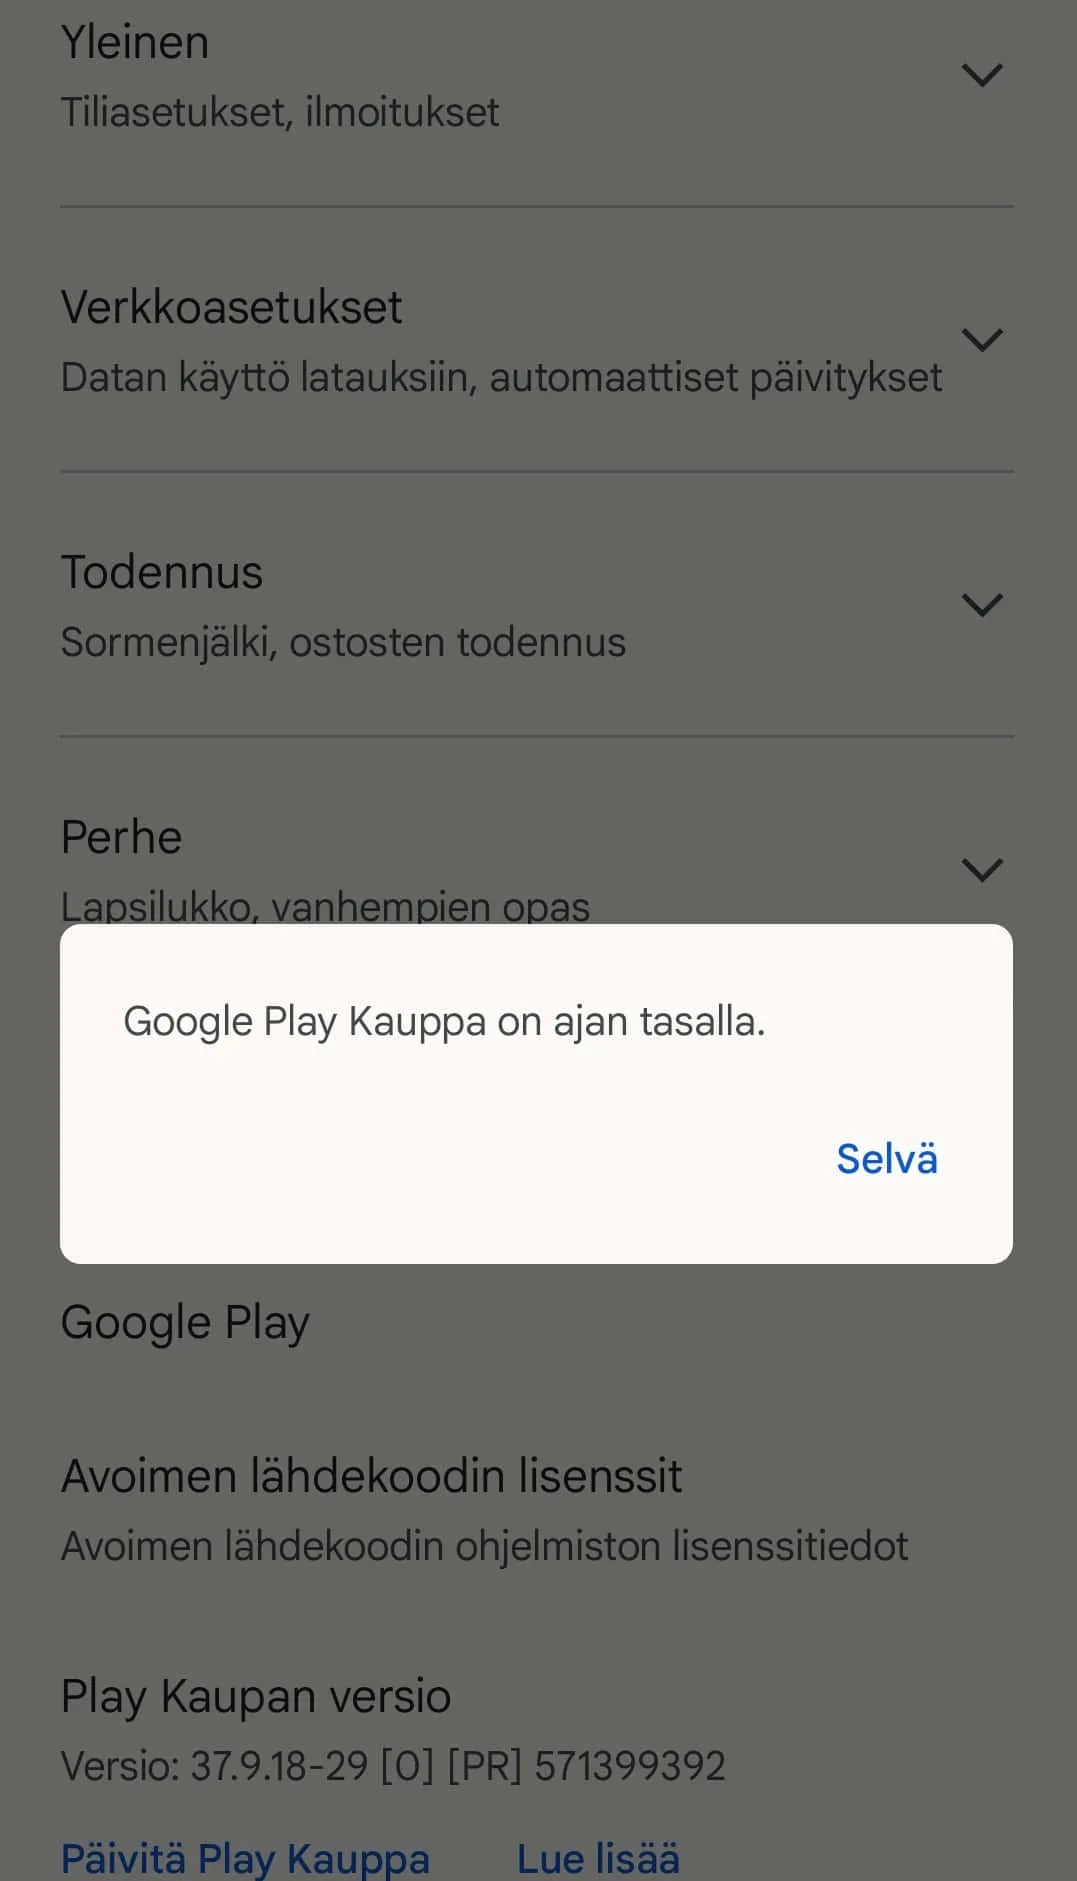 Yleinen
Tiliasetukset, ilmoitukset
Verkkoasetukset
Datan käyttö latauksiin, automaattiset päivitykset
Todennus
Sormenjälki, ostosten todennus
Perhe
Lapsilukko, vanhempien opas
Google Play Kauppa on ajan tasalla.
Selvä
Google Play
Avoimen lähdekoodin lisenssit
Avoimen lähdekoodin ohjelmiston lisenssitiedot
Play Kaupan versio
Versio: 37.9.18-29 [0] [PR] 571399392
Päivitä Play Kauppa Lue lisää